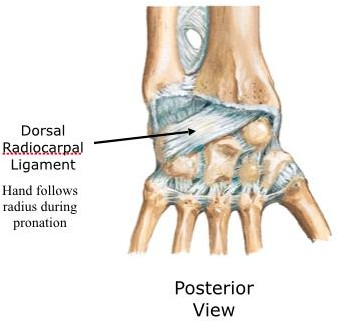 Dorsal
Radiocarpal
Ligament
Hand follows
radius during
pronation
Posterior
View